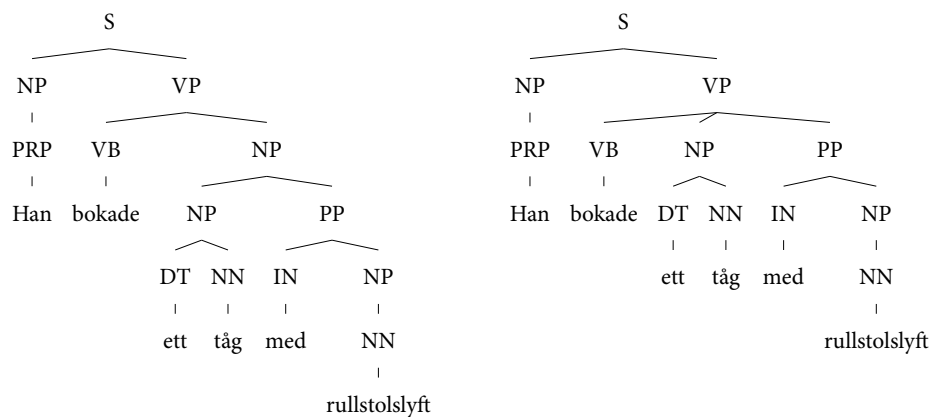 S S
NP VP NP VP
PRP VB NP PRP VB NP PP
Han bokade NP PP Han bokade DT NN IN NP
DT NN IN NP ett tåg med NN
ett tåg med NN rullstolslyft
rullstolslyft